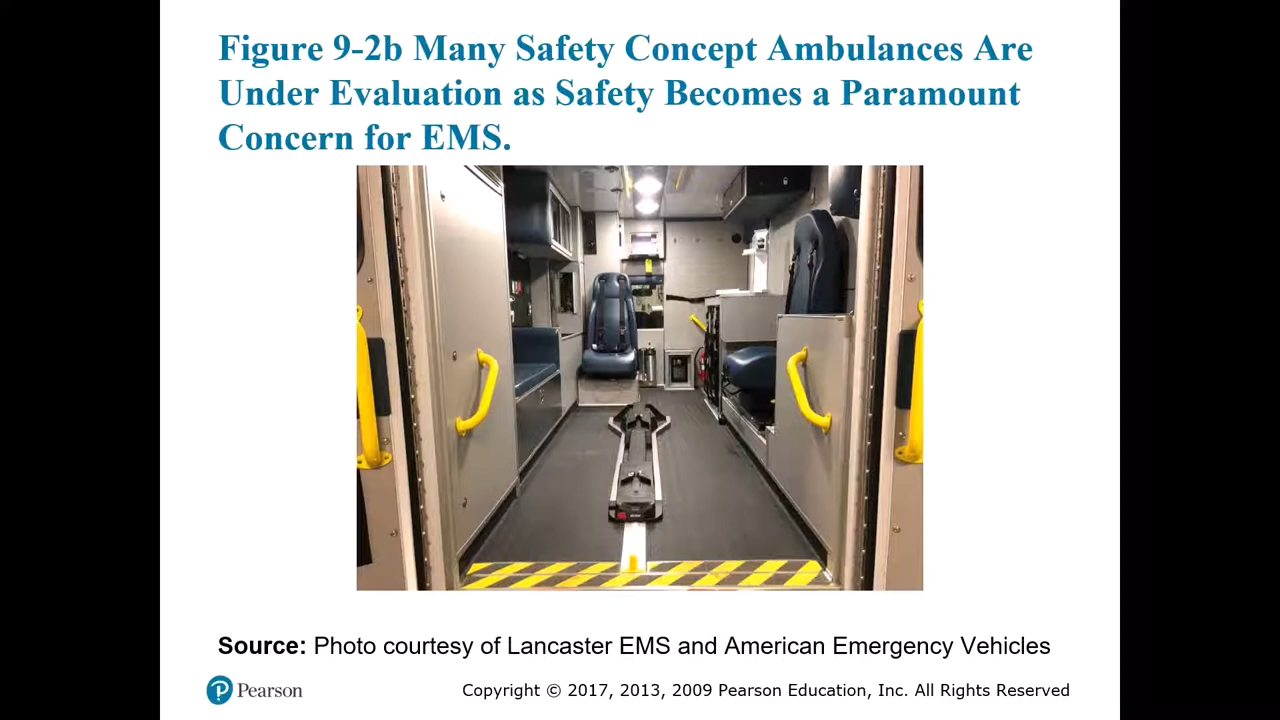 Figure 9-2b Many Safety Concept Ambulances Are
Under Evaluation as Safety Becomes a Paramount
Concern for EMS.
Source: Photo courtesy of Lancaster EMS and American Emergency Vehicles
Pearson
Copyright © 2017, 2013, 2009 Pearson Education, Inc. All Rights Reserved